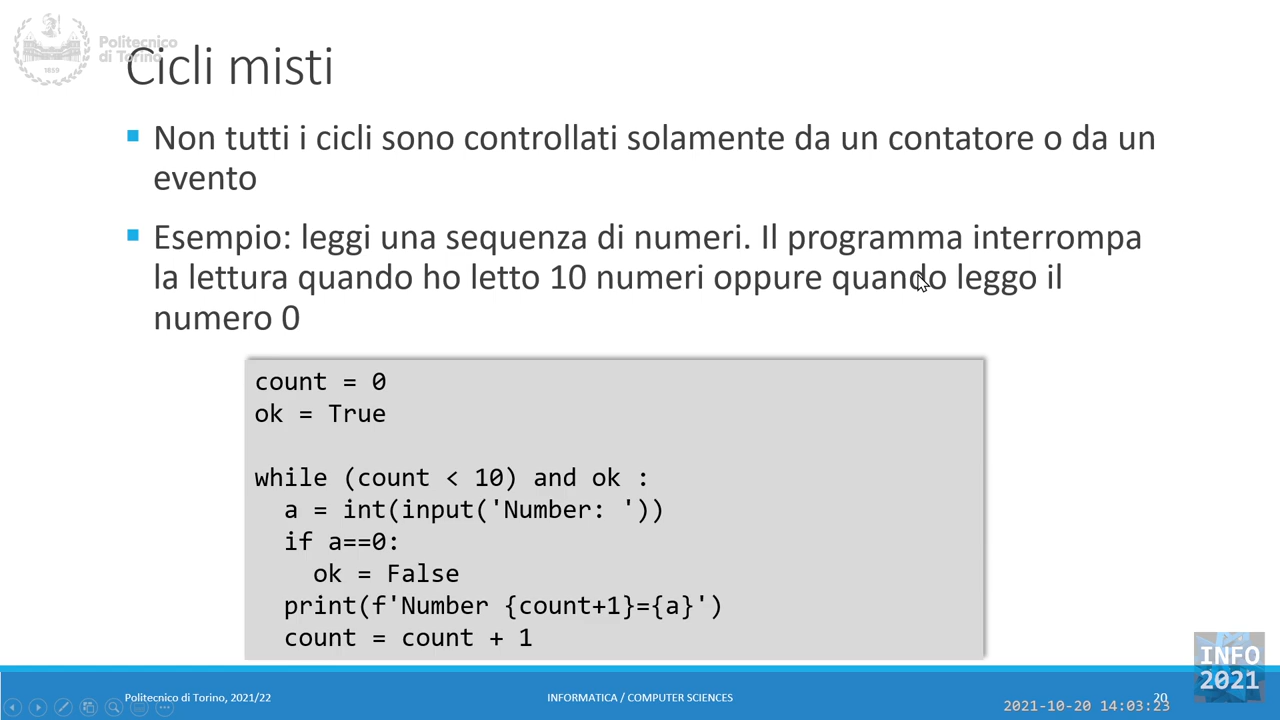 Politecnico
di Torino
1859
Cicli misti
Non tutti i cicli sono controllati solamente da un contatore o da un
evento
Esempio: leggi una sequenza di numeri. Il programma interrompa
la lettura quando ho letto 10 numeri oppure quando leggo il
numero 0
count = 0
ok = True
while (count < 10) and ok :
  a = int(input('Number: '))
  if a==0:
    ok = False
  print(f'Number {count+1}={a}')
  count = count + 1
INFO
2021
Politecnico di Torino, 2021/22
INFORMATICA / COMPUTER SCIENCES
20
2021-10-20 14:03:23